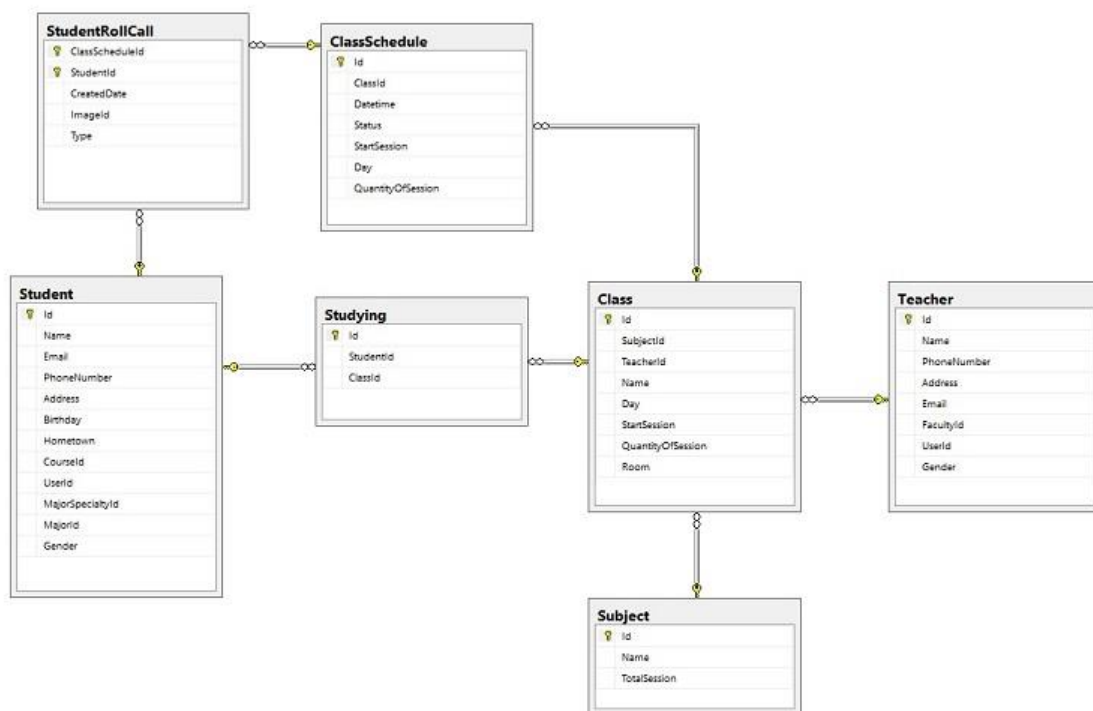 StudentRollCall
ClassScheduleId
StudentId
CreatedDate
ImageId
Type
ClassSchedule
Id
ClassId
Datetime
Status
StartSession
Day
QuantityOfSession
Student
Id
Name
Email
PhoneNumber
Address
Birthday
Hometown
CourseId
UserId
MajorSpecialtyId
MajorId
Gender
Studying
Id
StudentId
ClassId
Class
Id
SubjectId
TeacherId
Name
Day
StartSession
QuantityOfSession
Room
Teacher
Id
Name
PhoneNumber
Address
Email
FacultyId
UserId
Gender
Subject
Id
Name
TotalSession